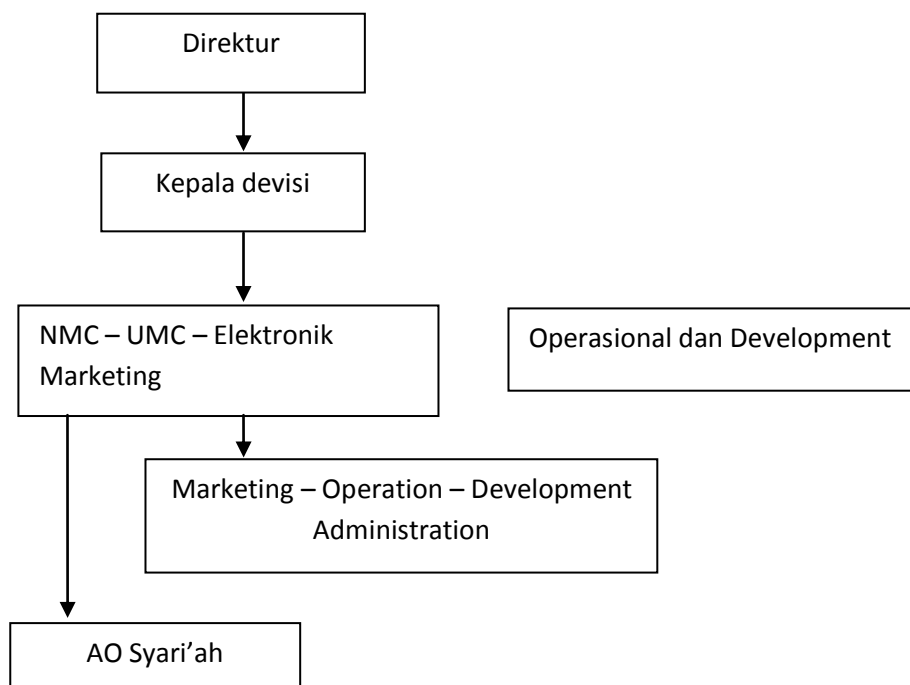 Direktur
Kepala devisi
NMC – UMC – Elektronik
Marketing
Operasional dan Development
Marketing – Operation – Development
Administration
AO Syari’ah